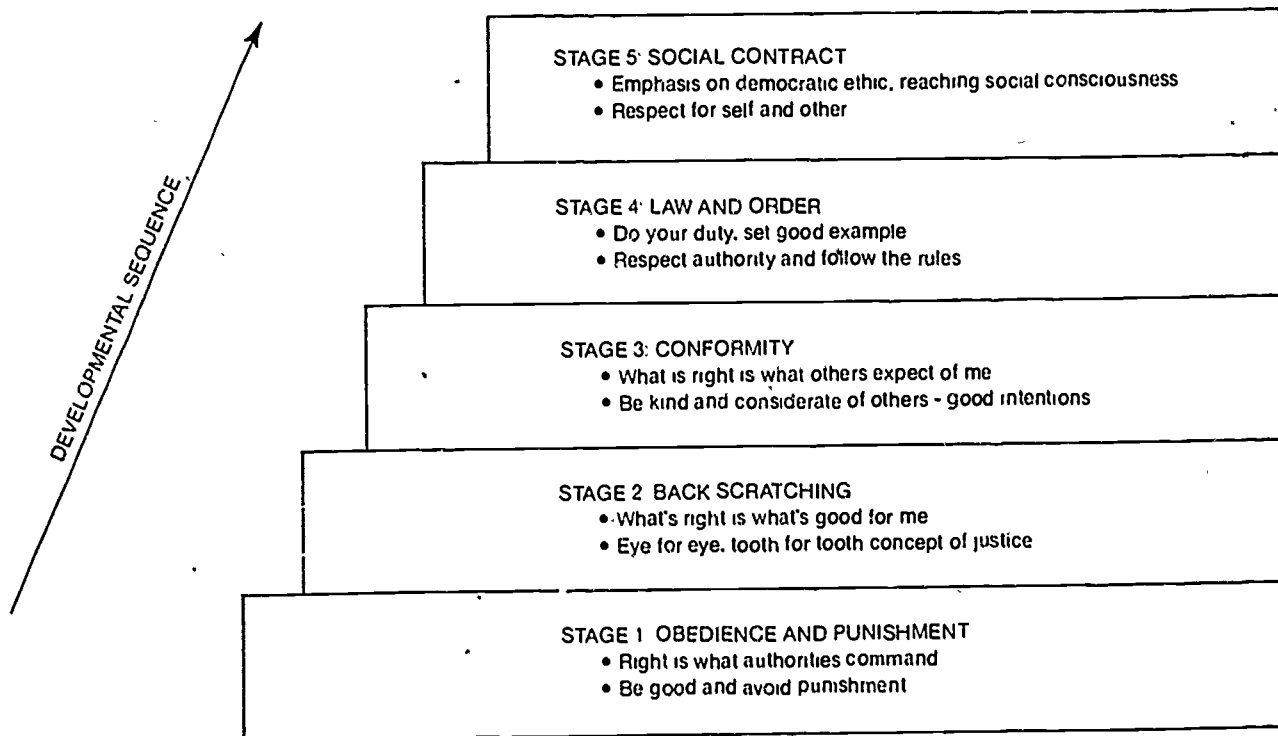 STAGE 5: SOCIAL CONTRACT
• Emphasis on democratic ethic, reaching social consciousness
• Respect for self and other
STAGE 4: LAW AND ORDER
• Do your duty, set good example
• Respect authority and follow the rules
DEVELOPMENTAL SEQUENCE
STAGE 3: CONFORMITY
• What is right is what others expect of me
• Be kind and considerate of others - good intentions
STAGE 2 BACK SCRATCHING
• What's right is what's good for me
• Eye for eye, tooth for tooth concept of justice
STAGE 1 OBEDIENCE AND PUNISHMENT
• Right is what authorities command
• Be good and avoid punishment